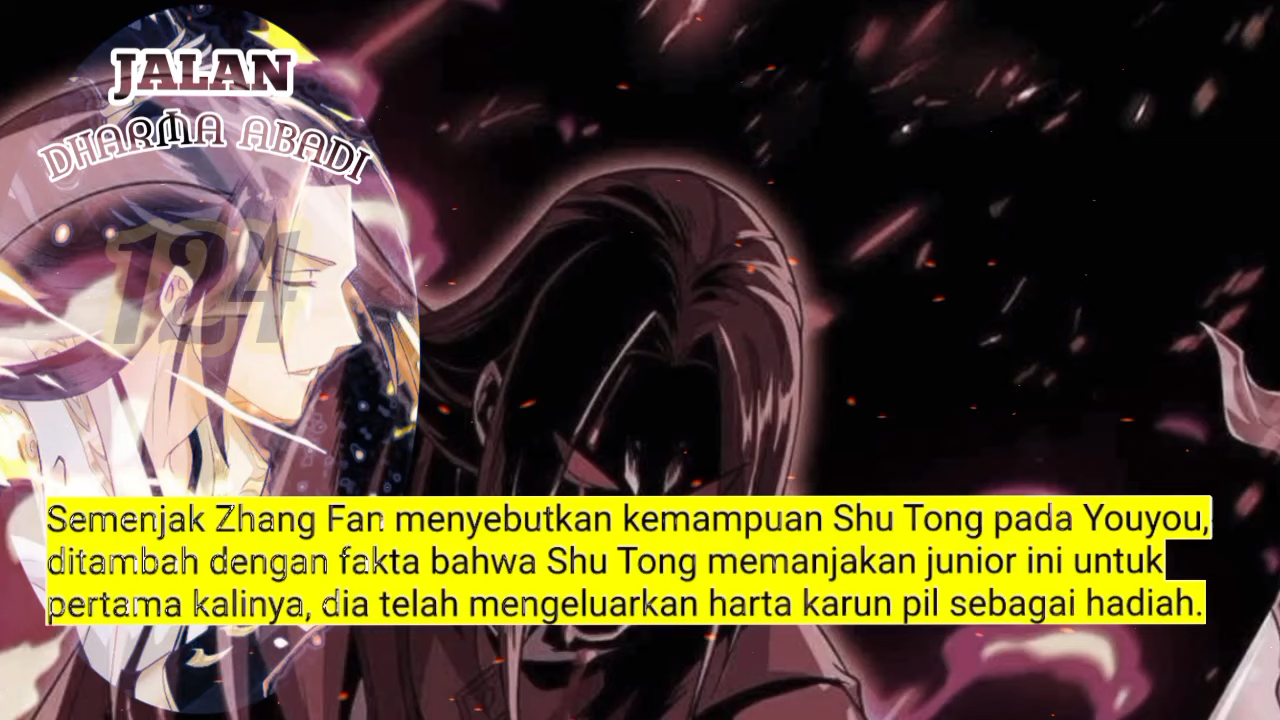 JALAN
DHARMA ABADI
124
Semenjak Zhang Fan menyebutkan kemampuan Shu Tong pada Youyou,
ditambah dengan fakta bahwa Shu Tong memanjakan junior ini untuk
pertama kalinya, dia telah mengeluarkan harta karun pil sebagai hadiah.